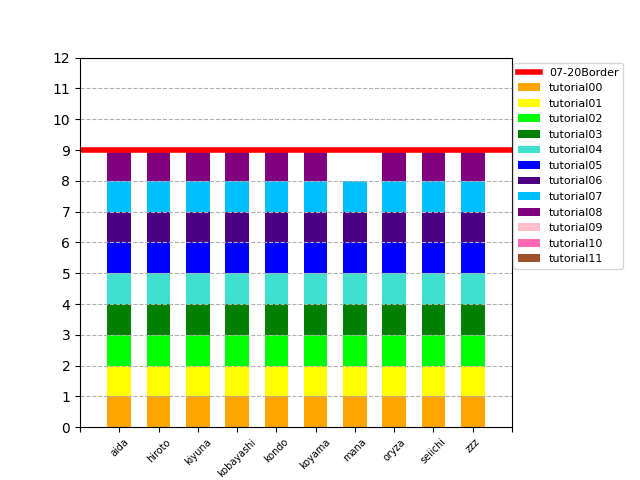 12
11
10
9
8
7
6
5
4
3
2
1
0
aida
hiroto
kiyuna
kobayashi
kondo
koyama
mana
oryza
seiichi
zzz
07-20Border
tutorial00
tutorial01
tutorial02
tutorial03
tutorial04
tutorial05
tutorial06
tutorial07
tutorial08
tutorial09
tutorial10
tutorial11